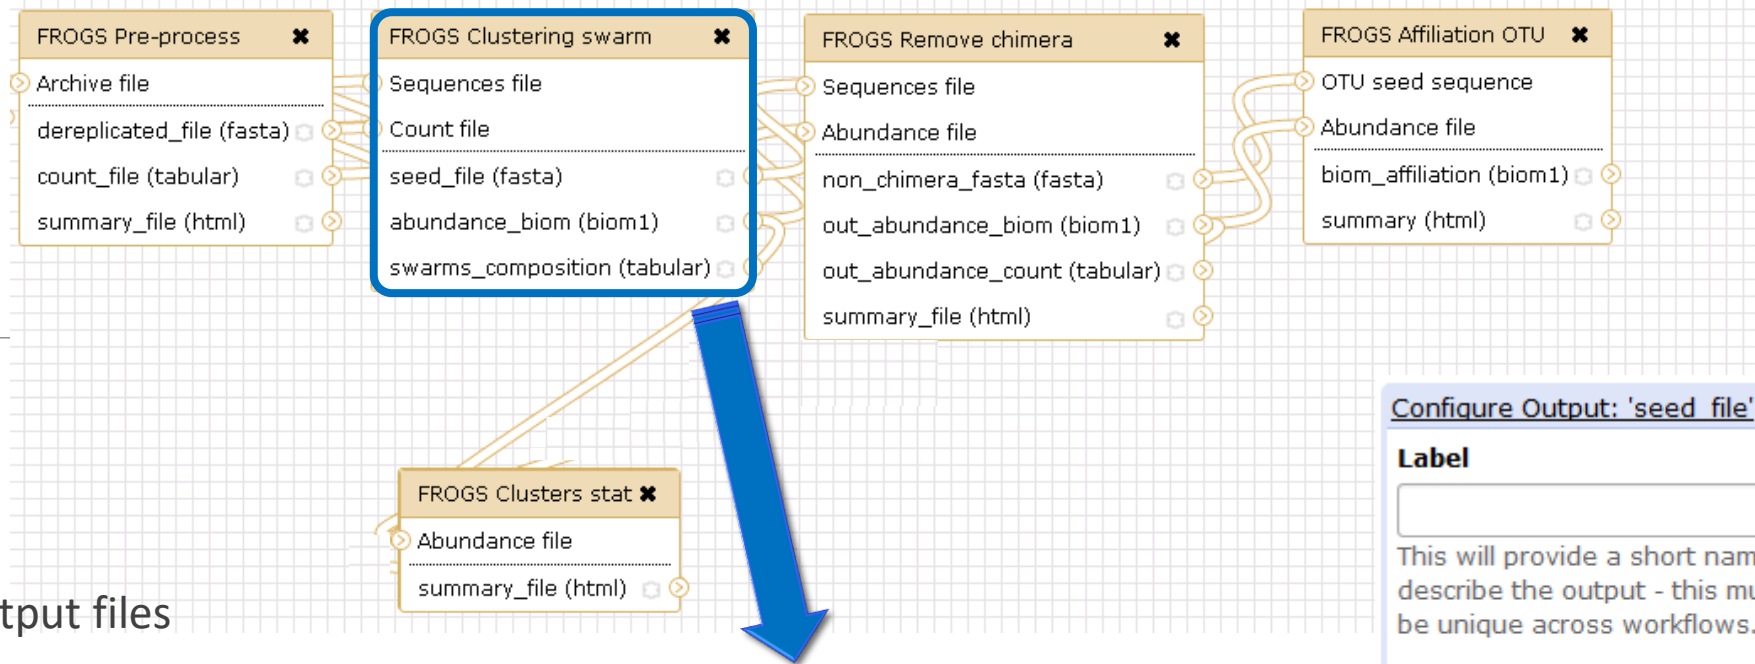 FROGS Pre-process ✖
Archive file
dereplicated_file (fasta)
count_file (tabular)
summary_file (html)
FROGS Clustering swarm ✖
Sequences file
Count file
seed_file (fasta)
abundance_biom (biom1)
swarms_composition (tabular)
FROGS Remove chimera ✖
Sequences file
Abundance file
non_chimera_fasta (fasta)
out_abundance_biom (biom1)
out_abundance_count (tabular)
summary_file (html)
FROGS Affiliation OTU ✖
OTU seed sequence
Abundance file
biom_affiliation (biom1)
summary (html)
FROGS Clusters stat ✖
Abundance file
summary_file (html)
tput files
Configure Output: 'seed_file'
Label
This will provide a short nam
describe the output - this mu
be unique across workflows.